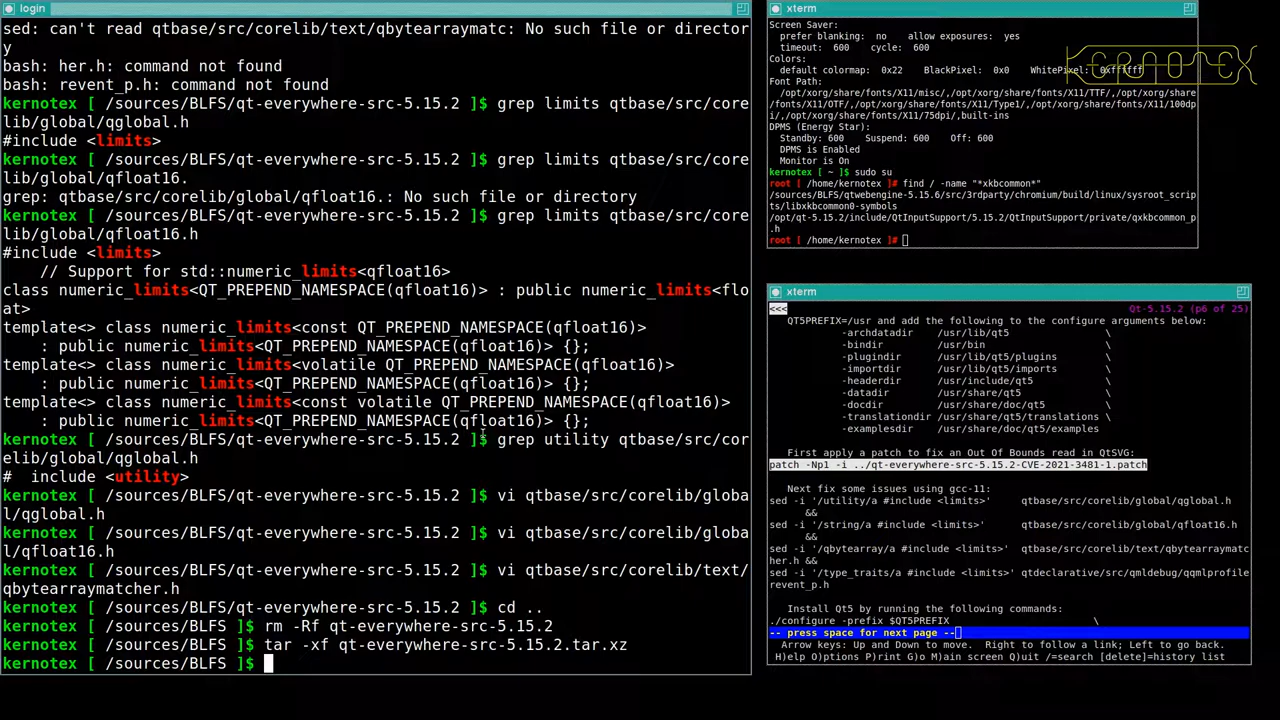 login
sed: can't read qtbase/src/corelib/text/qbytearraymatc: No such file or director
y
bash: her.h: command not found
bash: revent_p.h: command not found
kernotex [ /sources/BLFS/qt-everywhere-src-5.15.2 ]$ grep limits qtbase/src/core
lib/global/qglobal.h
#include <limits>
kernotex [ /sources/BLFS/qt-everywhere-src-5.15.2 ]$ grep limits qtbase/src/core
lib/global/qfloat16.
grep: qtbase/src/corelib/global/qfloat16.: No such file or directory
kernotex [ /sources/BLFS/qt-everywhere-src-5.15.2 ]$ grep limits qtbase/src/core
lib/global/qfloat16.h
#include <limits>
    // Support for std::numeric_limits<qfloat16>
class numeric_limits<QT_PREPEND_NAMESPACE(qfloat16)> : public numeric_limits<flo
at>
template<> class numeric_limits<const QT_PREPEND_NAMESPACE(qfloat16)>
    : public numeric_limits<QT_PREPEND_NAMESPACE(qfloat16)> {};
template<> class numeric_limits<volatile QT_PREPEND_NAMESPACE(qfloat16)>
    : public numeric_limits<QT_PREPEND_NAMESPACE(qfloat16)> {};
template<> class numeric_limits<const volatile QT_PREPEND_NAMESPACE(qfloat16)>
    : public numeric_limits<QT_PREPEND_NAMESPACE(qfloat16)> {};
kernotex [ /sources/BLFS/qt-everywhere-src-5.15.2 ]$ grep utility qtbase/src/cor
elib/global/qglobal.h
#  include <utility>
kernotex [ /sources/BLFS/qt-everywhere-src-5.15.2 ]$ vi qtbase/src/corelib/globa
l/qglobal.h
kernotex [ /sources/BLFS/qt-everywhere-src-5.15.2 ]$ vi qtbase/src/corelib/globa
l/qfloat16.h
kernotex [ /sources/BLFS/qt-everywhere-src-5.15.2 ]$ vi qtbase/src/corelib/text/
qbytearraymatcher.h
kernotex [ /sources/BLFS/qt-everywhere-src-5.15.2 ]$ cd ..
kernotex [ /sources/BLFS ]$ rm -Rf qt-everywhere-src-5.15.2
kernotex [ /sources/BLFS ]$ tar -xf qt-everywhere-src-5.15.2.tar.xz
kernotex [ /sources/BLFS ]$
xterm
Screen Saver:
  prefer blanking:  no    allow exposures:  yes
  timeout:  600    cycle:  600
Colors:
  default colormap:  0x22    BlackPixel:  0x0    WhitePixel:  0xffffff
Font Path:
  /opt/xorg/share/fonts/X11/misc/,/opt/xorg/share/fonts/X11/TTF/,/opt/xorg/share
/fonts/X11/OTF/,/opt/xorg/share/fonts/X11/Type1/,/opt/xorg/share/fonts/X11/100dp
i/,/opt/xorg/share/fonts/X11/75dpi/,built-ins
DPMS (Energy Star):
  Standby: 600    Suspend: 600    Off: 600
  DPMS is Enabled
  Monitor is On
kernotex [ ~ ]$ sudo su
root [ /home/kernotex ]# find / -name "*xkbcommon*"
/sources/BLFS/qtwebengine-5.15.6/src/3rdparty/chromium/build/linux/sysroot_scrip
ts/libxkbcommon0-symbols
/opt/qt-5.15.2/include/QtInputSupport/5.15.2/QtInputSupport/private/qxkbcommon_p
.h
root [ /home/kernotex ]#
KERNOTEX
xterm
<<<
Qt-5.15.2 (p6 of 25)
QT5PREFIX=/usr and add the following to the configure arguments below:
-archdatadir    /usr/lib/qt5                \
-bindir         /usr/bin                    \
-plugindir      /usr/lib/qt5/plugins        \
-importdir      /usr/lib/qt5/imports        \
-headerdir      /usr/include/qt5            \
-datadir        /usr/share/qt5              \
-docdir         /usr/share/doc/qt5          \
-translationdir /usr/share/qt5/translations \
-examplesdir    /usr/share/doc/qt5/examples
First apply a patch to fix an Out Of Bounds read in QtSVG:
patch -Np1 -i ../qt-everywhere-src-5.15.2-CVE-2021-3481-1.patch
Next fix some issues using gcc-11:
sed -i '/utility/a #include <limits>'     qtbase/src/corelib/global/qglobal.h
&&
sed -i '/string/a #include <limits>'      qtbase/src/corelib/global/qfloat16.h
&&
sed -i '/qbytearray/a #include <limits>'  qtbase/src/corelib/text/qbytearraymatc
her.h &&
sed -i '/type_traits/a #include <limits>' qtdeclarative/src/qmldebug/qqmlprofile
revent_p.h
Install Qt5 by running the following commands:
./configure -prefix $QT5PREFIX                        \
-- press space for next page --
Arrow keys: Up and Down to move.  Right to follow a link; Left to go back.
H)elp O)ptions P)rint G)o M)ain screen Q)uit /=search [delete]=history list